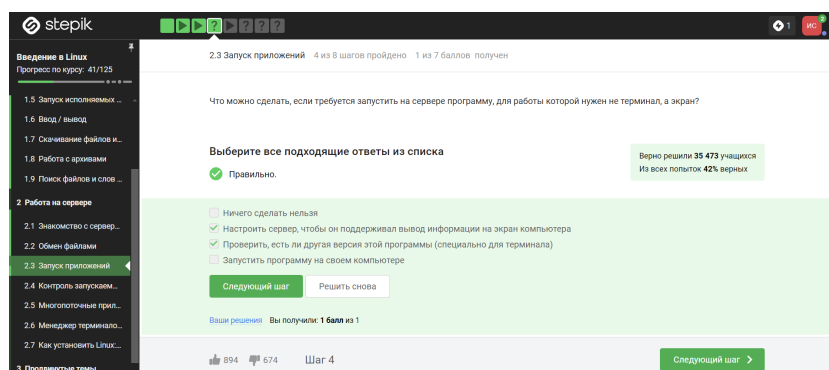 stepik
1
ИС
2
Введение в Linux
Прогресс по курсу: 41/125
2.3 Запуск приложений 4 из 8 шагов пройдено 1 из 7 баллов получен
1.5 Запуск исполняемых ...
1.6 Ввод / вывод
1.7 Скачивание файлов и...
1.8 Работа с архивами
1.9 Поиск файлов и слов ...
2 Работа на сервере
2.1 Знакомство с сервер...
2.2 Обмен файлами
2.3 Запуск приложений
2.4 Контроль запускаем...
2.5 Многопоточные прил...
2.6 Менеджер терминало...
2.7 Как установить Linux:...
3 Продвинутые темы
Что можно сделать, если требуется запустить на сервере программу, для работы которой нужен не терминал, а экран?
Выберите все подходящие ответы из списка
Правильно.
Верно решили 35 473 учащихся
Из всех попыток 42% верных
Ничего сделать нельзя
Настроить сервер, чтобы он поддерживал вывод информации на экран компьютера
Проверить, есть ли другая версия этой программы (специально для терминала)
Запустить программу на своем компьютере
Следующий шаг Решить снова
Ваши решения Вы получили: 1 балл из 1
894 674 Шаг 4 Следующий шаг